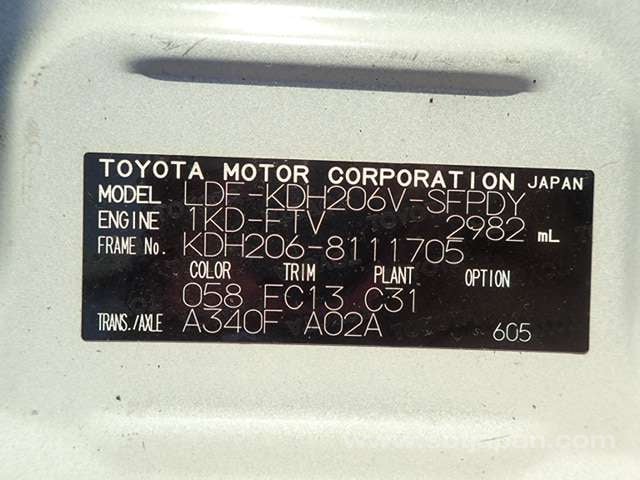 TOYOTA MOTOR CORPORATION JAPAN
MODEL LDF-KDH206V-SFPDY
ENGINE 1KD-FTV 2982 mL
FRAME No. KDH206-8111705
COLOR TRIM PLANT OPTION
058 FC13 C31
TRANS./AXLE A340F A02A 605